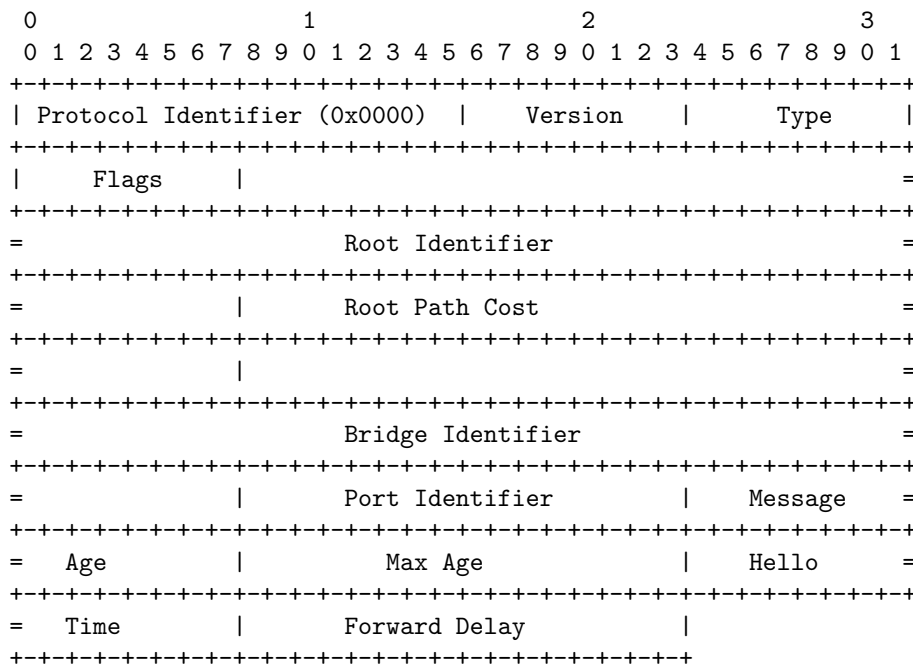 0                   1                   2                   3
 0 1 2 3 4 5 6 7 8 9 0 1 2 3 4 5 6 7 8 9 0 1 2 3 4 5 6 7 8 9 0 1
+-+-+-+-+-+-+-+-+-+-+-+-+-+-+-+-+-+-+-+-+-+-+-+-+-+-+-+-+-+-+-+-+
| Protocol Identifier (0x0000)  |    Version    |      Type     |
+-+-+-+-+-+-+-+-+-+-+-+-+-+-+-+-+-+-+-+-+-+-+-+-+-+-+-+-+-+-+-+-+
|     Flags     |                                               =
+-+-+-+-+-+-+-+-+-+-+-+-+-+-+-+-+-+-+-+-+-+-+-+-+-+-+-+-+-+-+-+-+
=                       Root Identifier                         =
+-+-+-+-+-+-+-+-+-+-+-+-+-+-+-+-+-+-+-+-+-+-+-+-+-+-+-+-+-+-+-+-+
=               |       Root Path Cost                          =
+-+-+-+-+-+-+-+-+-+-+-+-+-+-+-+-+-+-+-+-+-+-+-+-+-+-+-+-+-+-+-+-+
=               |                                               =
+-+-+-+-+-+-+-+-+-+-+-+-+-+-+-+-+-+-+-+-+-+-+-+-+-+-+-+-+-+-+-+-+
=                       Bridge Identifier                       =
+-+-+-+-+-+-+-+-+-+-+-+-+-+-+-+-+-+-+-+-+-+-+-+-+-+-+-+-+-+-+-+-+
=               |       Port Identifier         |    Message    =
+-+-+-+-+-+-+-+-+-+-+-+-+-+-+-+-+-+-+-+-+-+-+-+-+-+-+-+-+-+-+-+-+
=   Age         |          Max Age              |    Hello      =
+-+-+-+-+-+-+-+-+-+-+-+-+-+-+-+-+-+-+-+-+-+-+-+-+-+-+-+-+-+-+-+-+
=   Time        |       Forward Delay           |
+-+-+-+-+-+-+-+-+-+-+-+-+-+-+-+-+-+-+-+-+-+-+-+-+